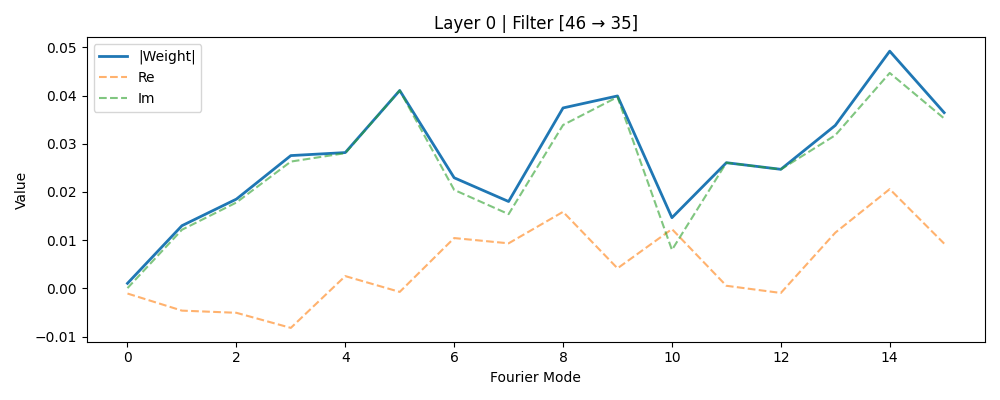 Layer 0 | Filter [46 → 35]
|Weight|
Re
Im
Value
0.05
0.04
0.03
0.02
0.01
0.00
−0.01
0 2 4 6 8 10 12 14
Fourier Mode